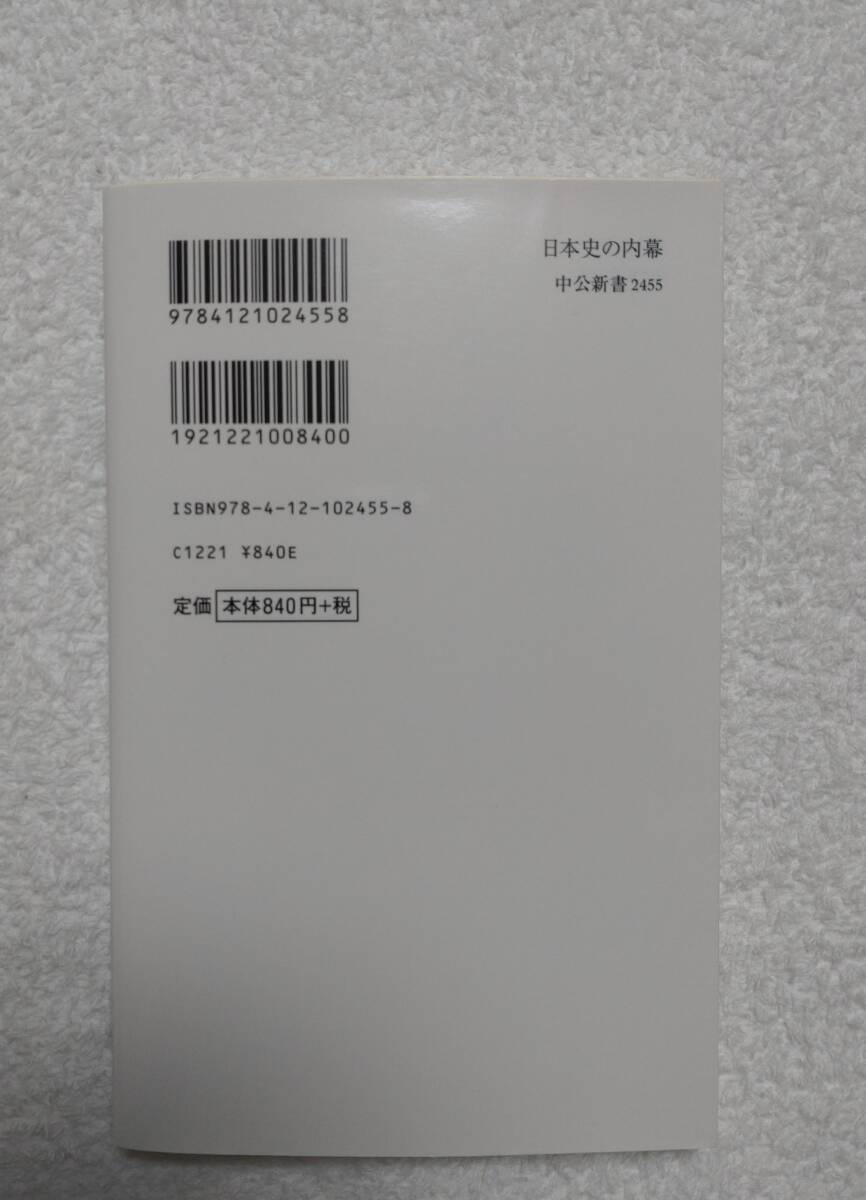 日本史の内幕
中公新書 2455
9784121024558
1921221008400
ISBN978-4-12-102455-8
C1221 ¥840E
定価 本体840円+税